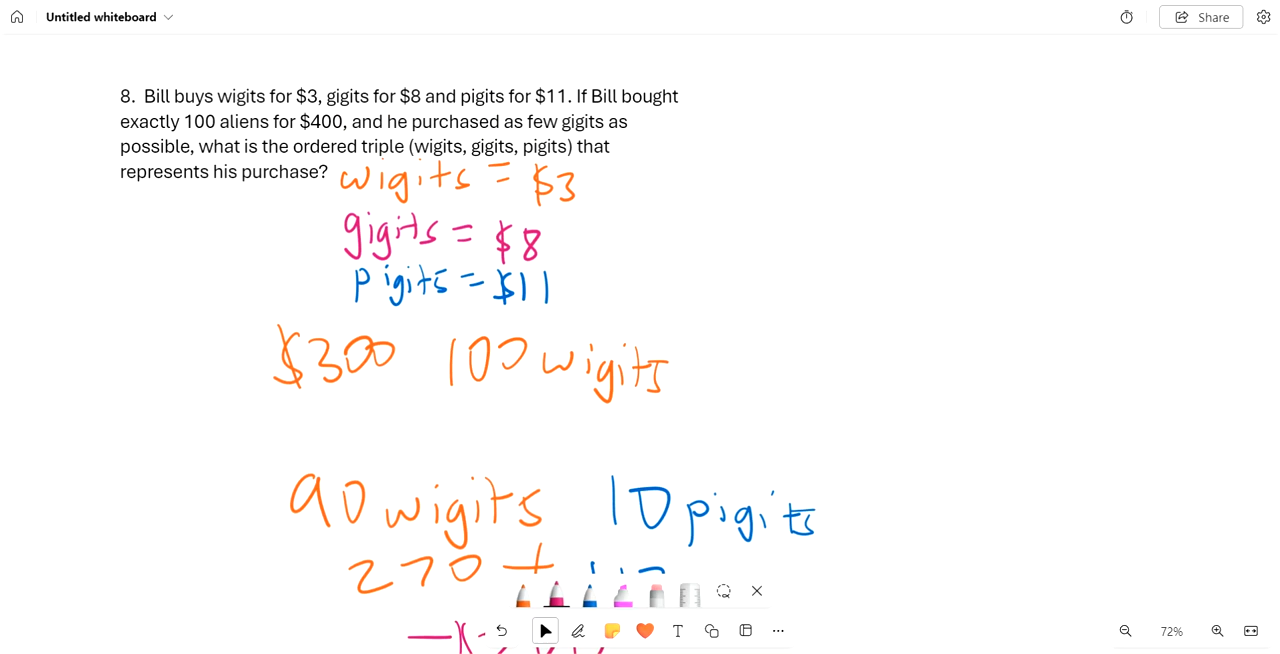 Untitled whiteboard
Share
8. Bill buys wigits for $3, gigits for $8 and pigits for $11. If Bill bought
exactly 100 aliens for $400, and he purchased as few gigits as
possible, what is the ordered triple (wigits, gigits, pigits) that
represents his purchase?
wigits = $3
gigits = $8
pigits = $11
$300 100 wigits
90 wigits 10 pigits
270 +
T
72%